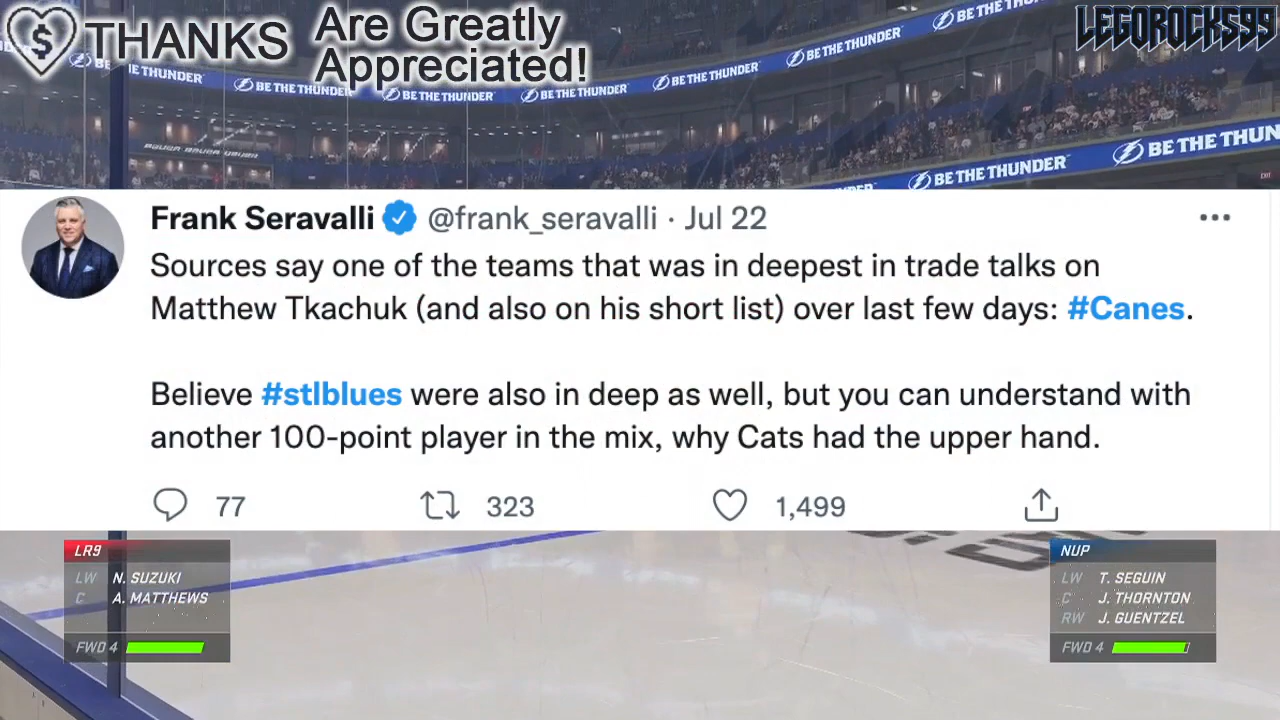 THANKS Are Greatly
Appreciated!
LEGOROCKS99
BE THE THUNDER
BE THE THUNDER
BE THE THUNDER
BE THE THUNDER
BE THE THUNDER
BE THE THUNDER
BE THE
BE THE THUNDER
BE THE THUN
Frank Seravalli @frank_seravalli · Jul 22
Sources say one of the teams that was in deepest in trade talks on
Matthew Tkachuk (and also on his short list) over last few days: #Canes.
Believe #stlblues were also in deep as well, but you can understand with
another 100-point player in the mix, why Cats had the upper hand.
77 323 1,499
LR9
LW N. SUZUKI
C A. MATTHEWS
FWD 4
NUP
LW T. SEGUIN
C J. THORNTON
RW J. GUENTZEL
FWD 4